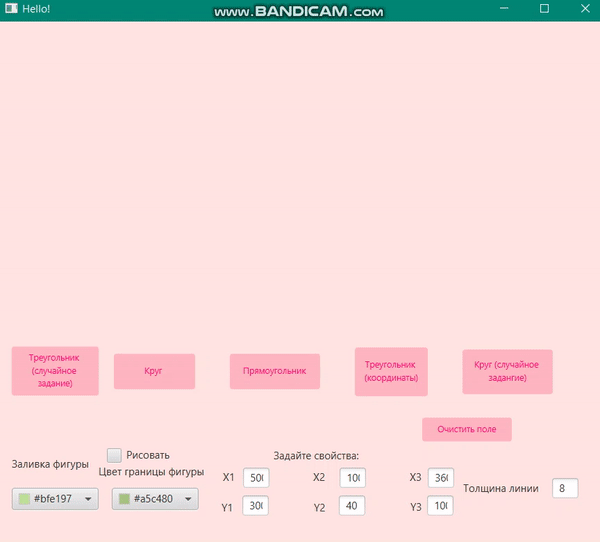 Hello!
www.BANDICAM.com
Треугольник
(случайное
задание)
Круг
Прямоугольник
Треугольник
(координаты)
Круг (случайное
задангие)
Очистить поле
Рисовать
Задайте свойства:
Заливка фигуры
Цвет границы фигуры
X1 500
X2 100
X3 360
Толщина линии 8
#bfe197
#a5c480
Y1 300
Y2 40
Y3 100